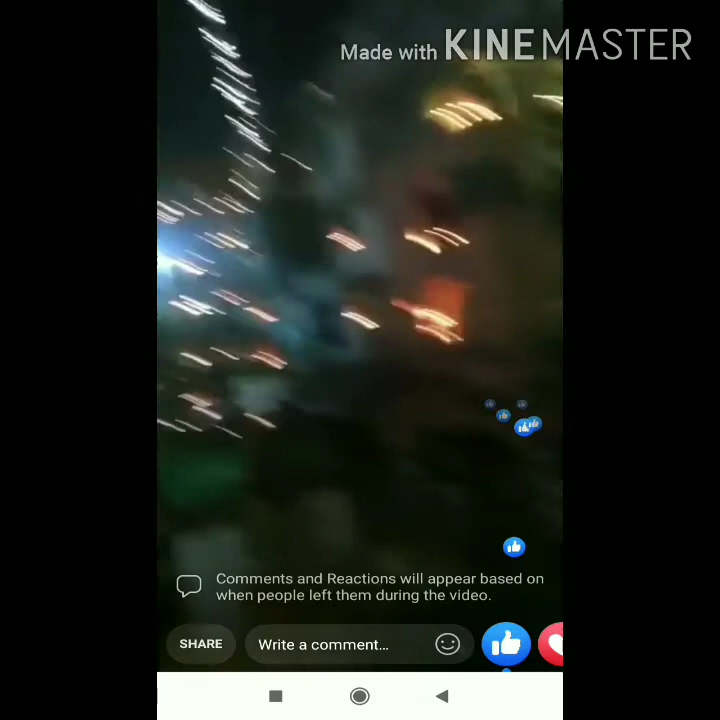 Made with KINEMASTER
Comments and Reactions will appear based on
when people left them during the video.
SHARE
Write a comment...